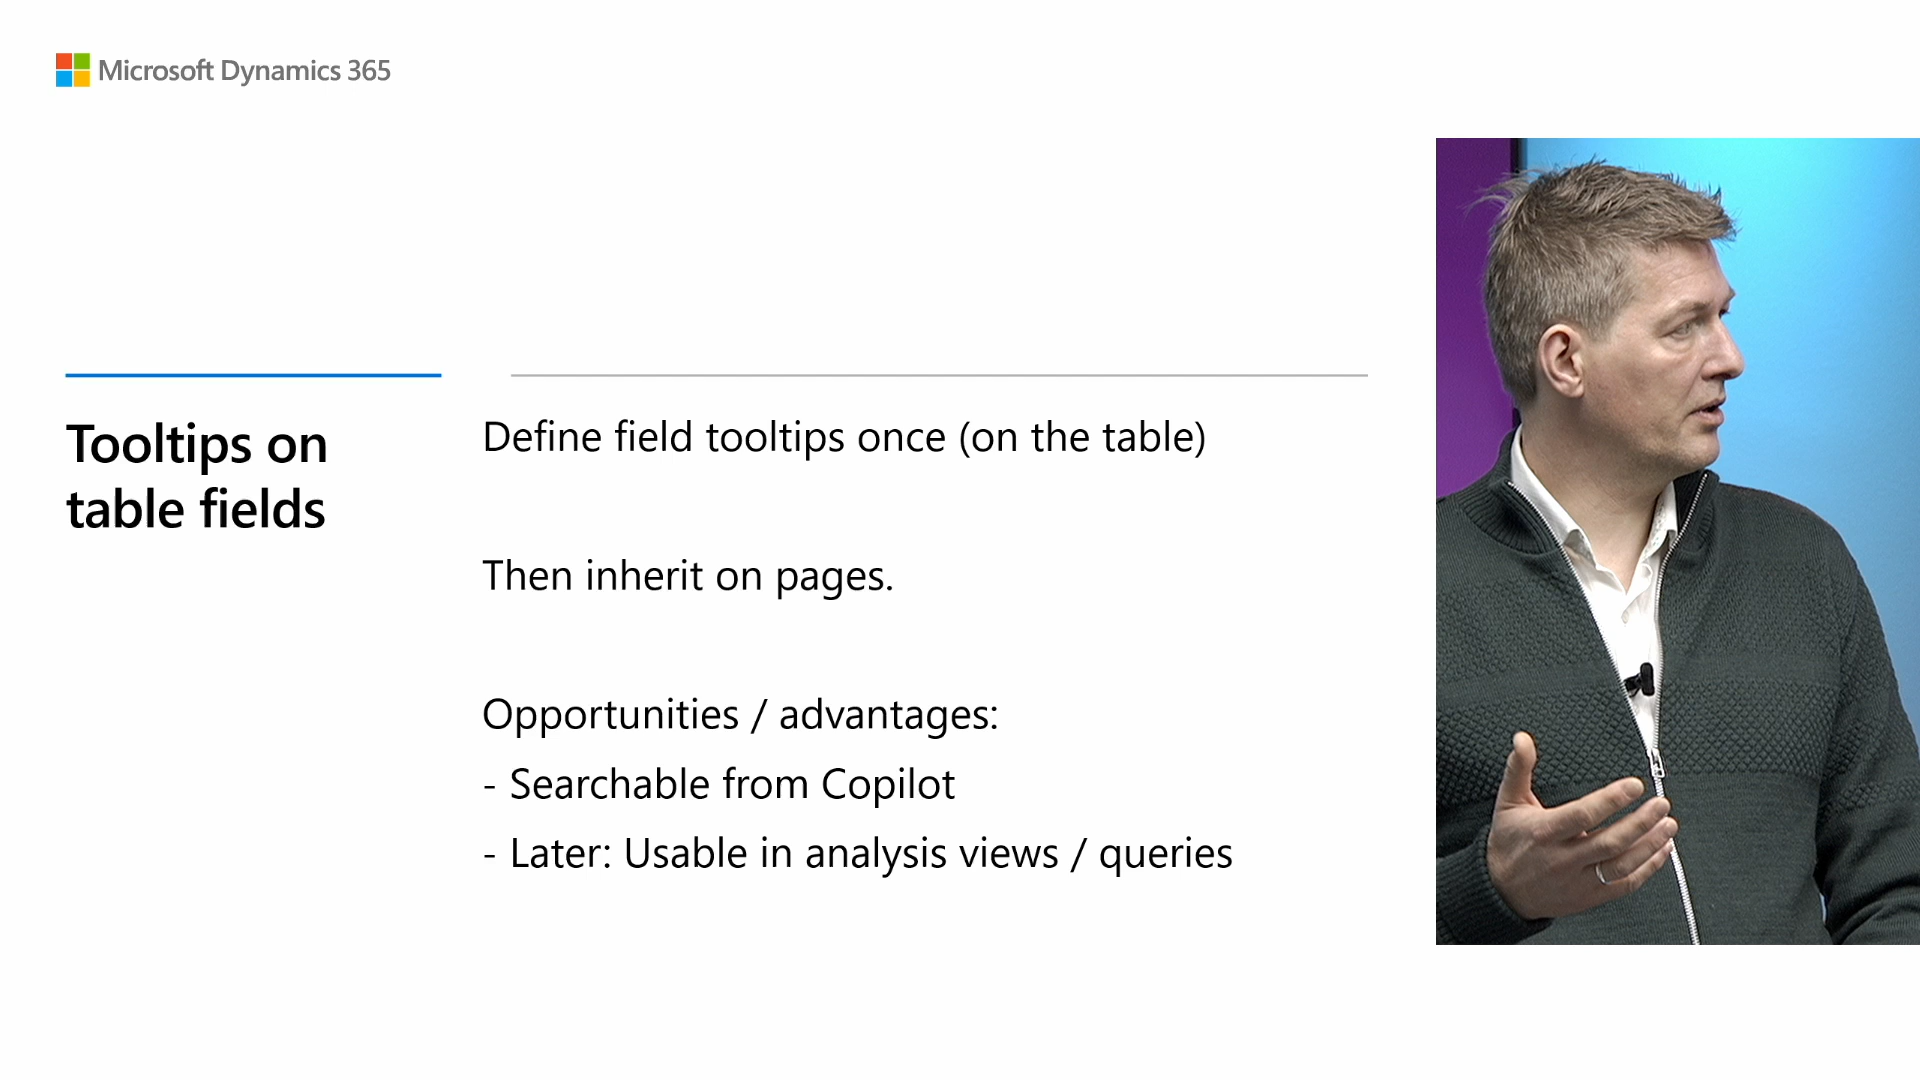 Microsoft Dynamics 365
Tooltips on
table fields
Define field tooltips once (on the table)
Then inherit on pages.
Opportunities / advantages:
- Searchable from Copilot
- Later: Usable in analysis views / queries